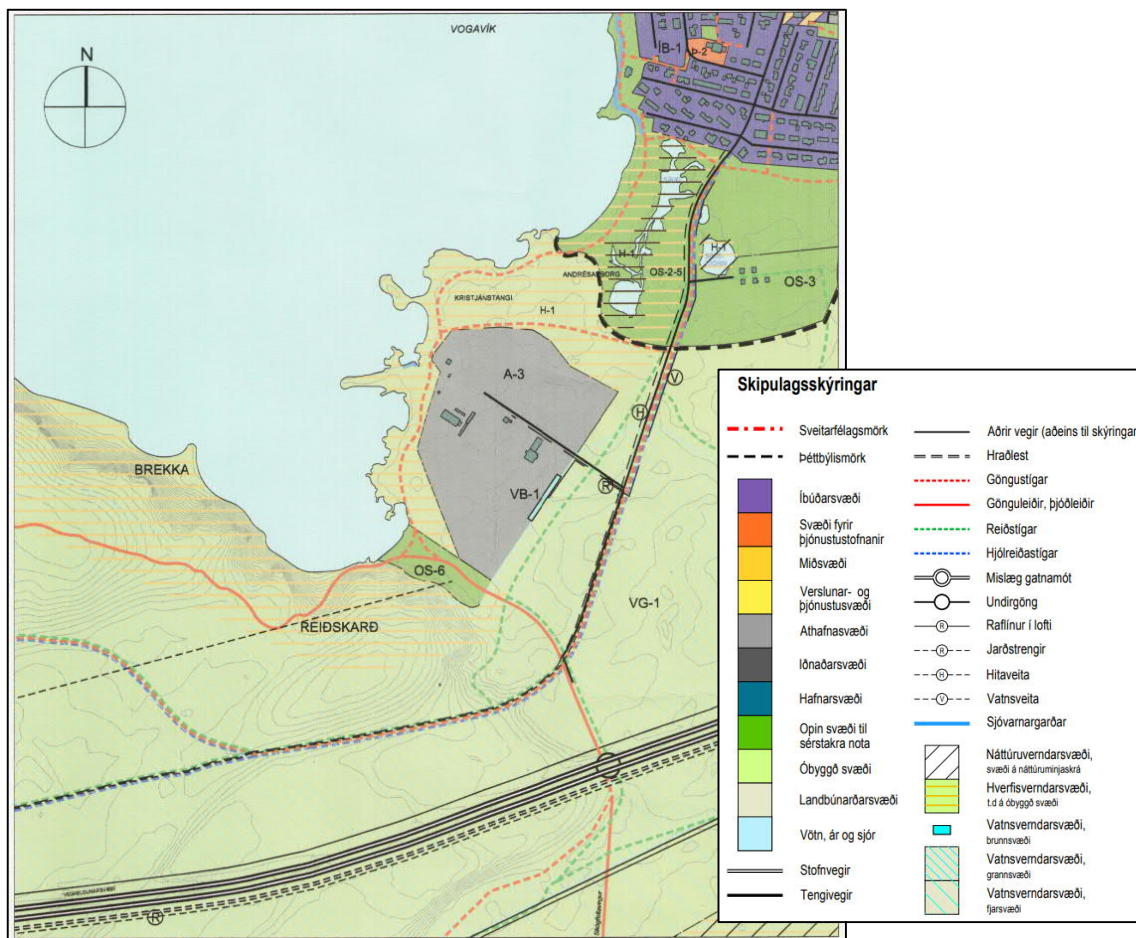 VOGAVÍK
N
ÍB-1
Þ-2
H-1
H-1
ANDRÉSARBORG
OS-2-5
OS-3
KRISTJÁNSTANGI
H-1
V
A-3
H
BREKKA
VB-1
R
OS-6
VG-1
REIÐSKARÐ
R
Skipulagsskýringar
Sveitarfélagsmörk
Þéttbýlismörk
Íbúðarsvæði
Svæði fyrir
þjónustustofnanir
Miðsvæði
Verslunar- og
þjónustusvæði
Athafnasvæði
Iðnaðarsvæði
Hafnarsvæði
Opin svæði til
sérstakra nota
Óbyggð svæði
Landbúnarðarsvæði
Vötn, ár og sjór
Stofnvegir
Tengivegir
Aðrir vegir (aðeins til skýringar
Hraðlest
Göngustígar
Gönguleiðir, þjóðleiðir
Reiðstígar
Hjólreiðastígar
Mislæg gatnamót
Undirgöng
R Raflínur í lofti
R Jarðstrengir
H Hitaveita
V Vatnsveita
Sjóvarnargarðar
Náttúruverndarsvæði,
svæði á náttúruminjaskrá
Hverfisverndarsvæði,
t.d á óbyggð svæði
Vatnsverndarsvæði,
brunnsvæði
Vatnsverndarsvæði,
grannsvæði
Vatnsverndarsvæði,
fjarsvæði